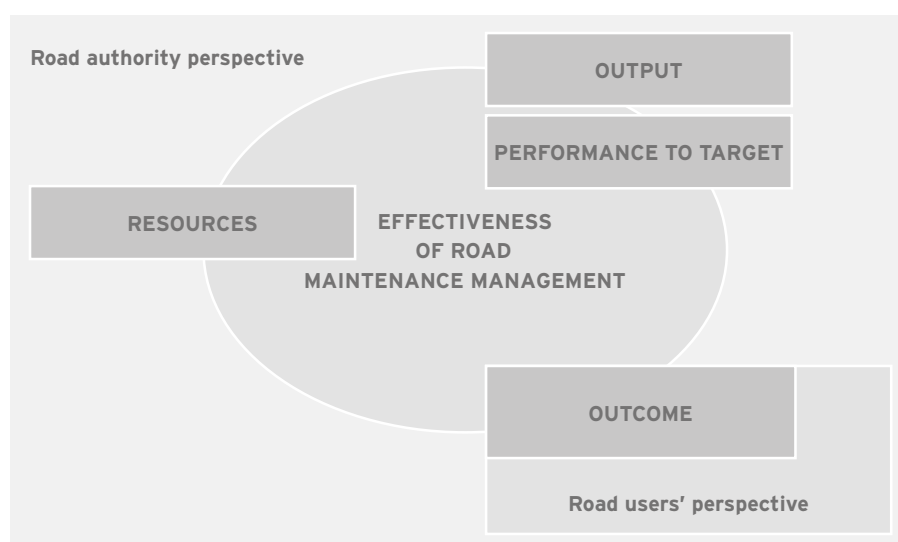 Road authority perspective
OUTPUT
PERFORMANCE TO TARGET
RESOURCES
EFFECTIVENESS
OF ROAD
MAINTENANCE MANAGEMENT
OUTCOME
Road users’ perspective